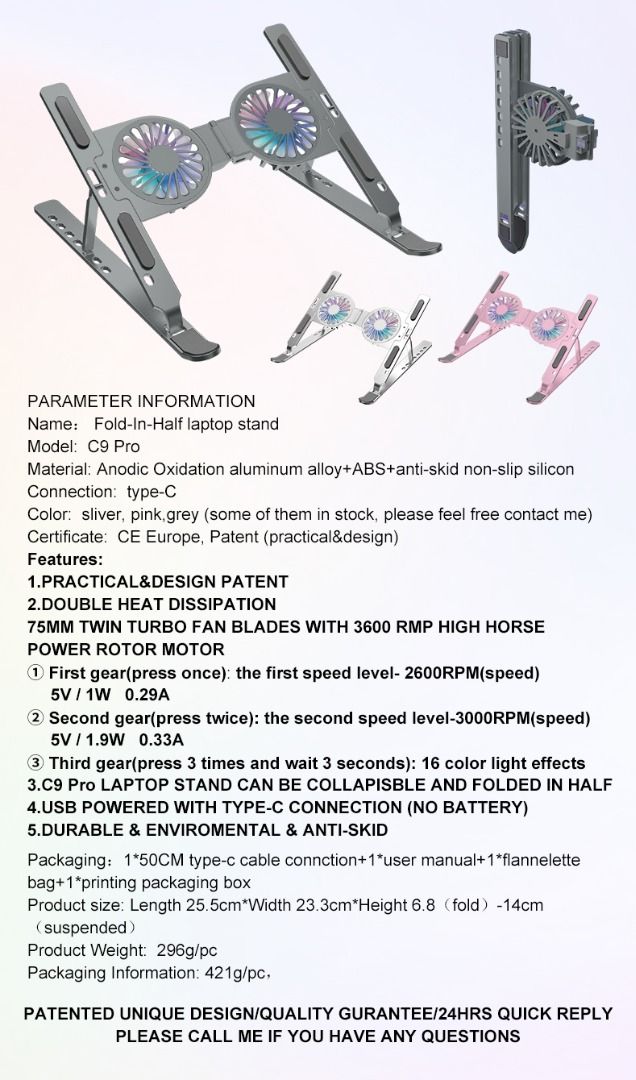 PARAMETER INFORMATION
Name： Fold-In-Half laptop stand
Model: C9 Pro
Material: Anodic Oxidation aluminum alloy+ABS+anti-skid non-slip silicon
Connection: type-C
Color: sliver, pink,grey (some of them in stock, please feel free contact me)
Certificate: CE Europe, Patent (practical&design)
Features:
1.PRACTICAL&DESIGN PATENT
2.DOUBLE HEAT DISSIPATION
75MM TWIN TURBO FAN BLADES WITH 3600 RMP HIGH HORSE
POWER ROTOR MOTOR
① First gear(press once): the first speed level- 2600RPM(speed)
5V / 1W 0.29A
② Second gear(press twice): the second speed level-3000RPM(speed)
5V / 1.9W 0.33A
③ Third gear(press 3 times and wait 3 seconds): 16 color light effects
3.C9 Pro LAPTOP STAND CAN BE COLLAPISBLE AND FOLDED IN HALF
4.USB POWERED WITH TYPE-C CONNECTION (NO BATTERY)
5.DURABLE & ENVIROMENTAL & ANTI-SKID
Packaging：1*50CM type-c cable connction+1*user manual+1*flannelette
bag+1*printing packaging box
Product size: Length 25.5cm*Width 23.3cm*Height 6.8（fold）-14cm
（suspended）
Product Weight: 296g/pc
Packaging Information: 421g/pc，
PATENTED UNIQUE DESIGN/QUALITY GURANTEE/24HRS QUICK REPLY
PLEASE CALL ME IF YOU HAVE ANY QUESTIONS